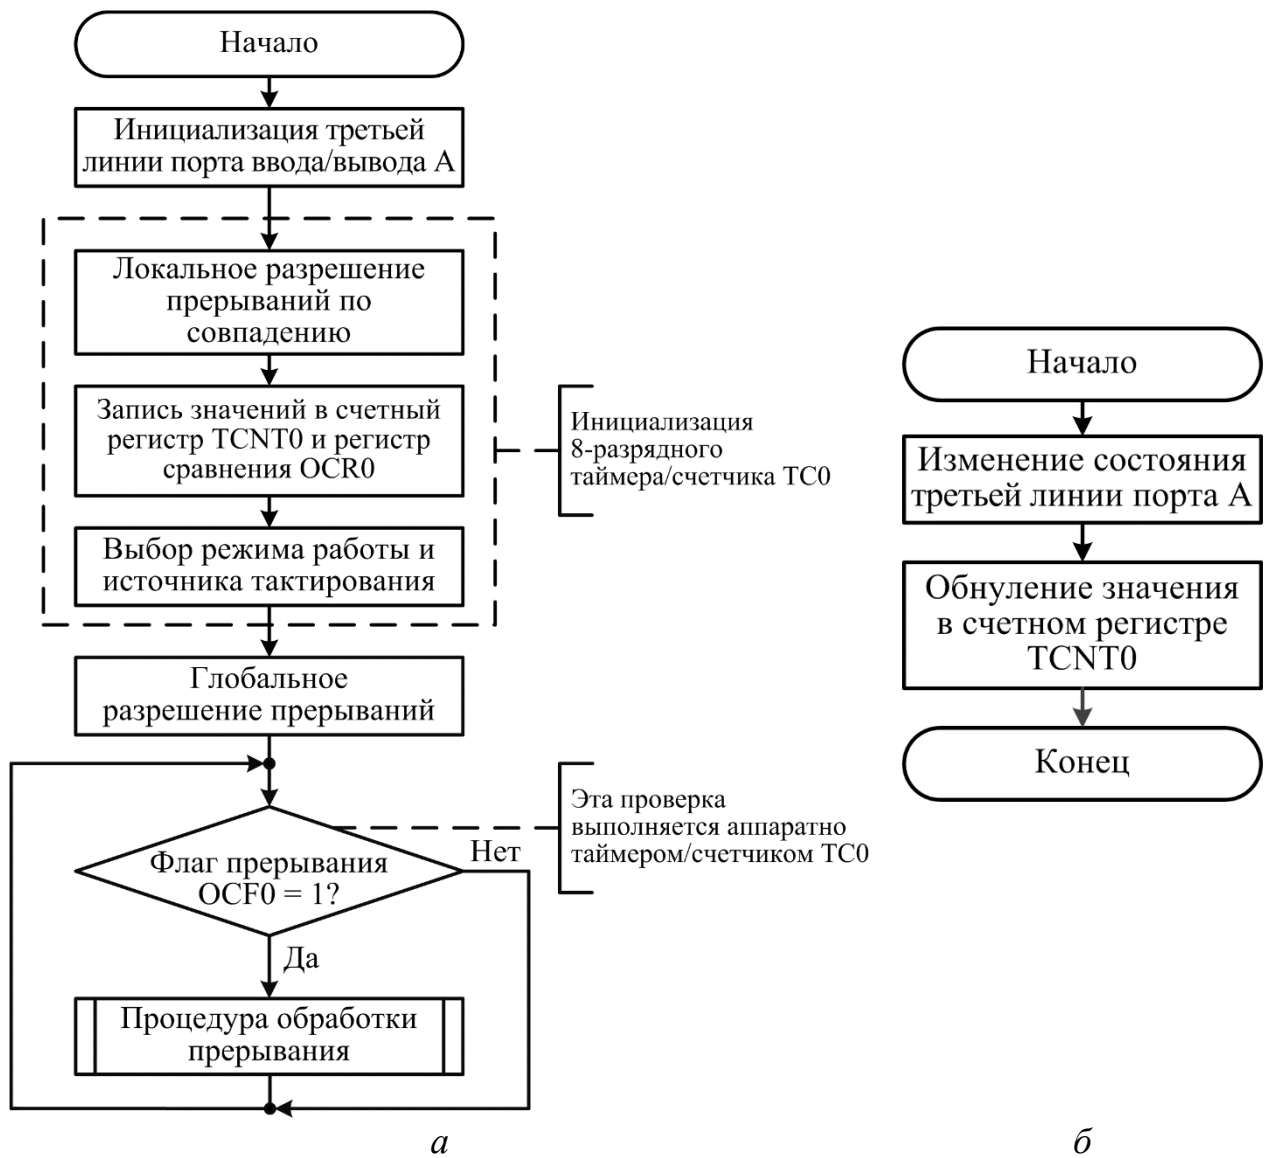 Начало
Инициализация третьей
линии порта ввода/вывода А
Локальное разрешение
прерываний по
совпадению
Запись значений в счетный
регистр TCNT0 и регистр
сравнения OCR0
Выбор режима работы и
источника тактирования
Инициализация
8-разрядного
таймера/счетчика ТС0
Глобальное
разрешение прерываний
Флаг прерывания
OCF0 = 1?
Нет
Да
Эта проверка
выполняется аппаратно
таймером/счетчиком ТС0
Процедура обработки
прерывания
а
Начало
Изменение состояния
третьей линии порта А
Обнуление значения
в счетном регистре
TCNT0
Конец
б